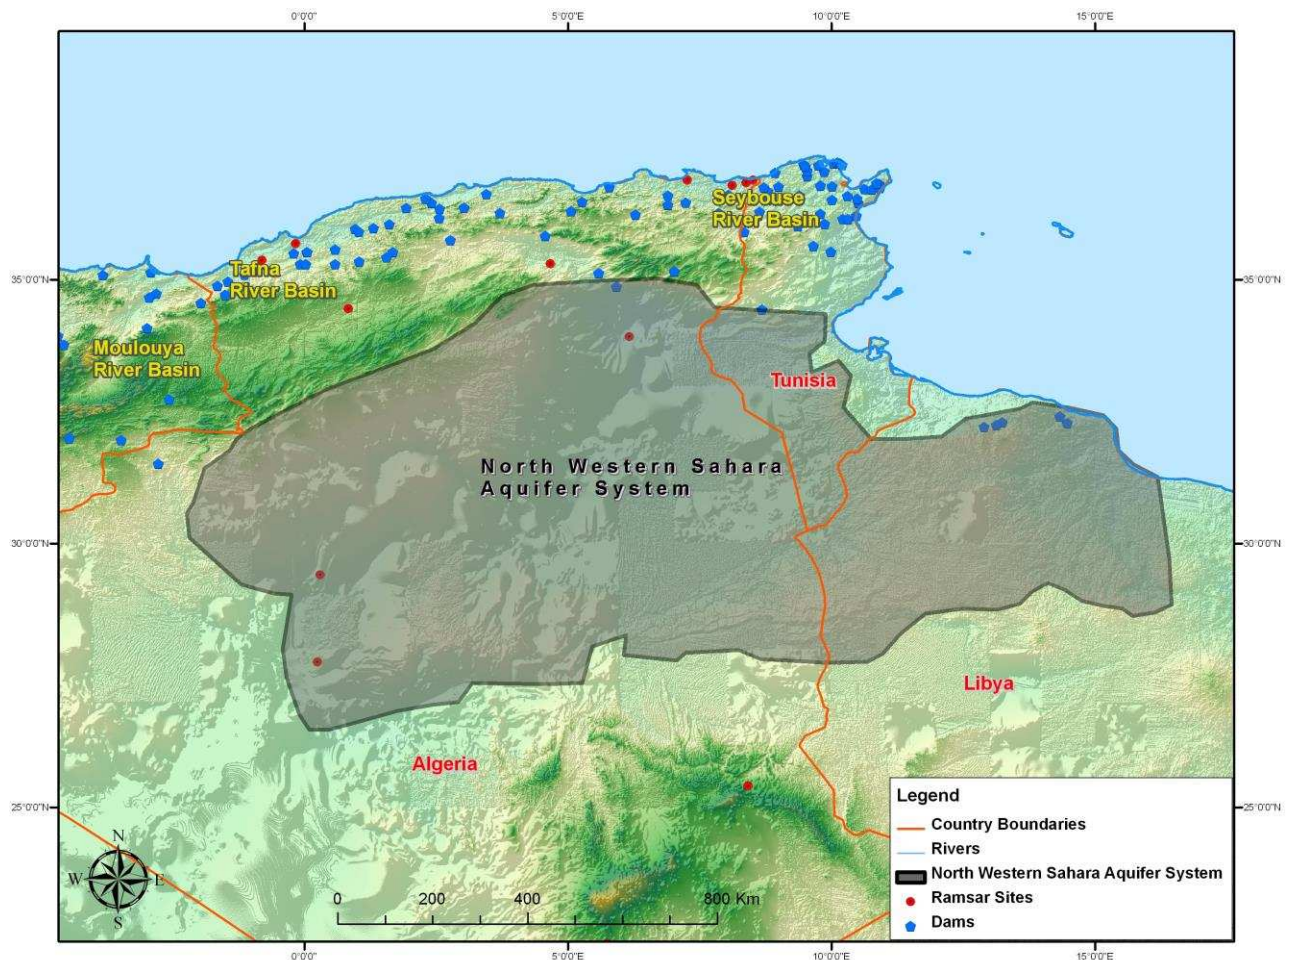 0°0'0"
5°0'0"E
10°0'0"E
15°0'0"E
Seybouse
River Basin
Tafna
River Basin
35°0'0"N
35°0'0"N
Moulouya
River Basin
Tunisia
North Western Sahara
Aquifer System
30°0'0"N
30°0'0"N
Libya
Algeria
25°0'0"N
25°0'0"N
Legend
Country Boundaries
Rivers
North Western Sahara Aquifer System
Ramsar Sites
Dams
N
W
E
S
0
200
400
800 Km
0°0'0"
5°0'0"E
10°0'0"E
15°0'0"E